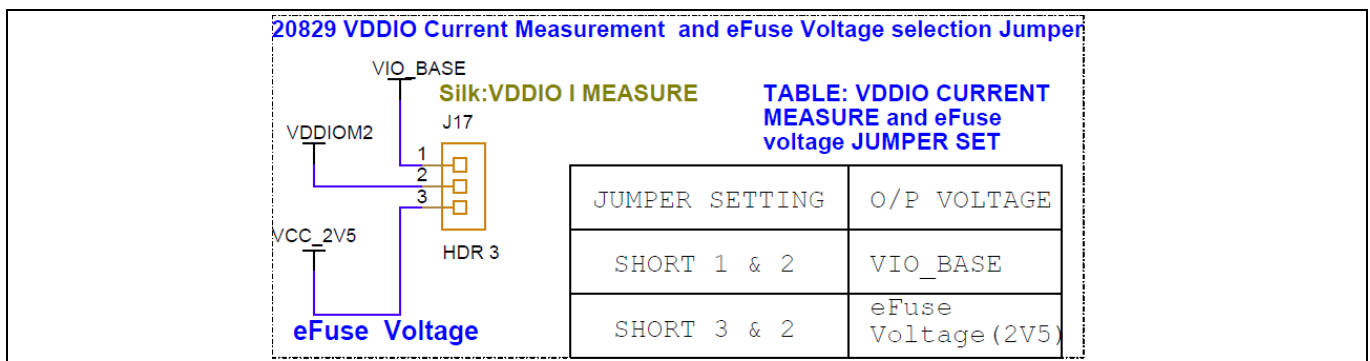 20829 VDDIO Current Measurement and eFuse Voltage selection Jumper
VIO_BASE
Silk:VDDIO I MEASURE
J17
VDDIOM2
1
2
3
VCC_2V5
HDR 3
eFuse Voltage
TABLE: VDDIO CURRENT
MEASURE and eFuse
voltage JUMPER SET
JUMPER SETTING O/P VOLTAGE
SHORT 1 & 2 VIO_BASE
SHORT 3 & 2 eFuse
Voltage(2V5)